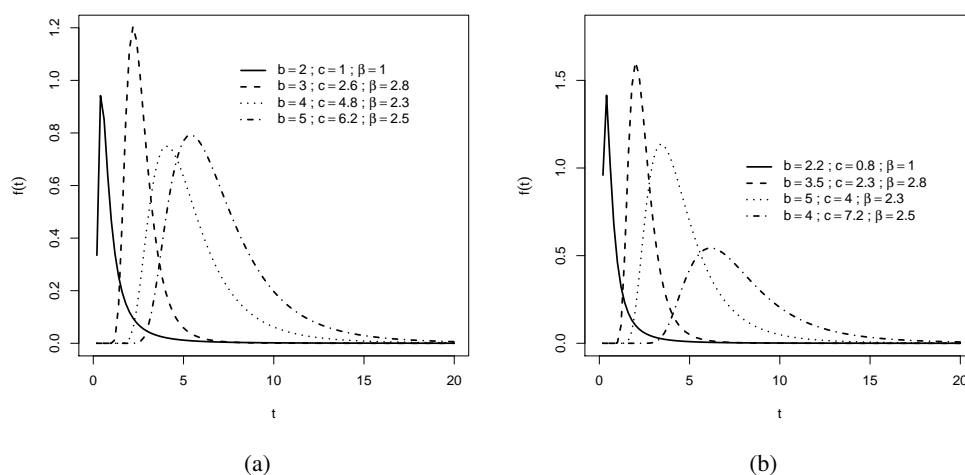 b = 2 ; c = 1 ; β = 1
b = 3 ; c = 2.6 ; β = 2.8
b = 4 ; c = 4.8 ; β = 2.3
b = 5 ; c = 6.2 ; β = 2.5
f(t)
0.0 0.2 0.4 0.6 0.8 1.0 1.2
0 5 10 15 20
t
(a)
b = 2.2 ; c = 0.8 ; β = 1
b = 3.5 ; c = 2.3 ; β = 2.8
b = 5 ; c = 4 ; β = 2.3
b = 4 ; c = 7.2 ; β = 2.5
f(t)
0.0 0.5 1.0 1.5
0 5 10 15 20
t
(b)